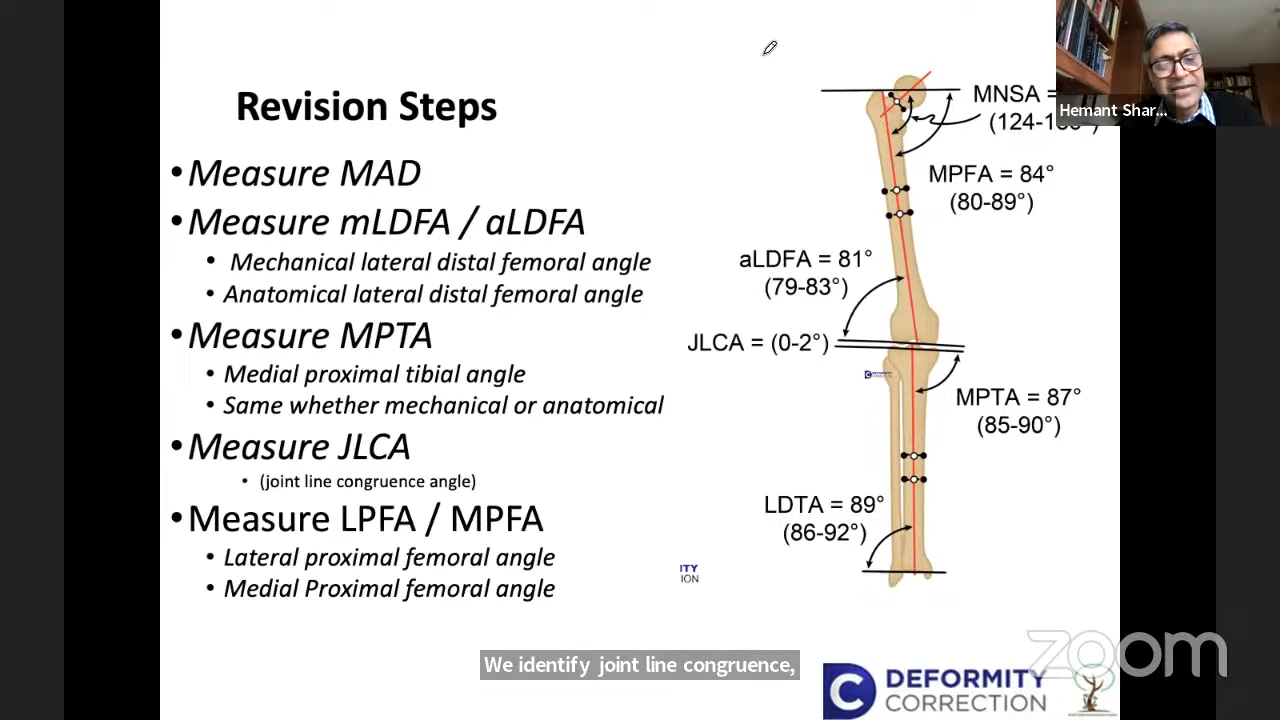 Revision Steps
•Measure MAD
•Measure mLDFA / aLDFA
• Mechanical lateral distal femoral angle
• Anatomical lateral distal femoral angle
•Measure MPTA
• Medial proximal tibial angle
• Same whether mechanical or anatomical
•Measure JLCA
• (joint line congruence angle)
•Measure LPFA / MPFA
• Lateral proximal femoral angle
• Medial Proximal femoral angle
MNSA =
(124-
MPFA = 84°
(80-89°)
aLDFA = 81°
(79-83°)
JLCA = (0-2°)
DEFORMITY
CORRECTION
MPTA = 87°
(85-90°)
LDTA = 89°
(86-92°)
ITY
ION
Hemant Shar...
We identify joint line congruence,
zoom
DEFORMITY
CORRECTION